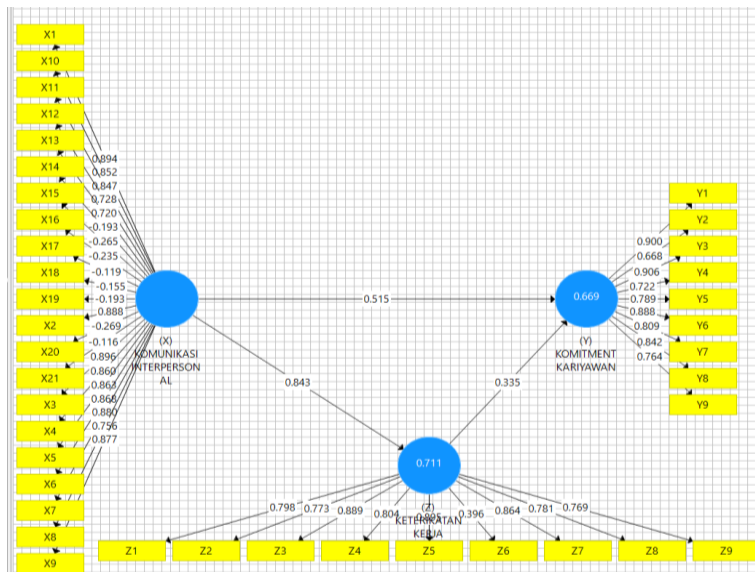 X1
X10
X11
X12
X13
X14
X15
X16
X17
X18
X19
X2
X20
X21
X3
X4
X5
X6
X7
X8
X9
0.894
0.852
0.847
0.728
0.720
-0.193
-0.265
-0.235
-0.119
-0.155
-0.193
0.888
-0.269
-0.116
0.896
0.860
0.863
0.868
0.880
0.756
0.877
(X)
KOMUNIKASI
INTERPERSON
AL
0.515
0.843
0.335
0.669
(Y)
KOMITMENT
KARIYAWAN
0.900
0.668
0.906
0.722
0.789
0.888
0.809
0.842
0.764
Y1
Y2
Y3
Y4
Y5
Y6
Y7
Y8
Y9
0.711
(Z)
KETERIKATAN
KERJA
0.798
0.773
0.889
0.804
0.396
0.864
0.781
0.769
Z1
Z2
Z3
Z4
Z5
Z6
Z7
Z8
Z9